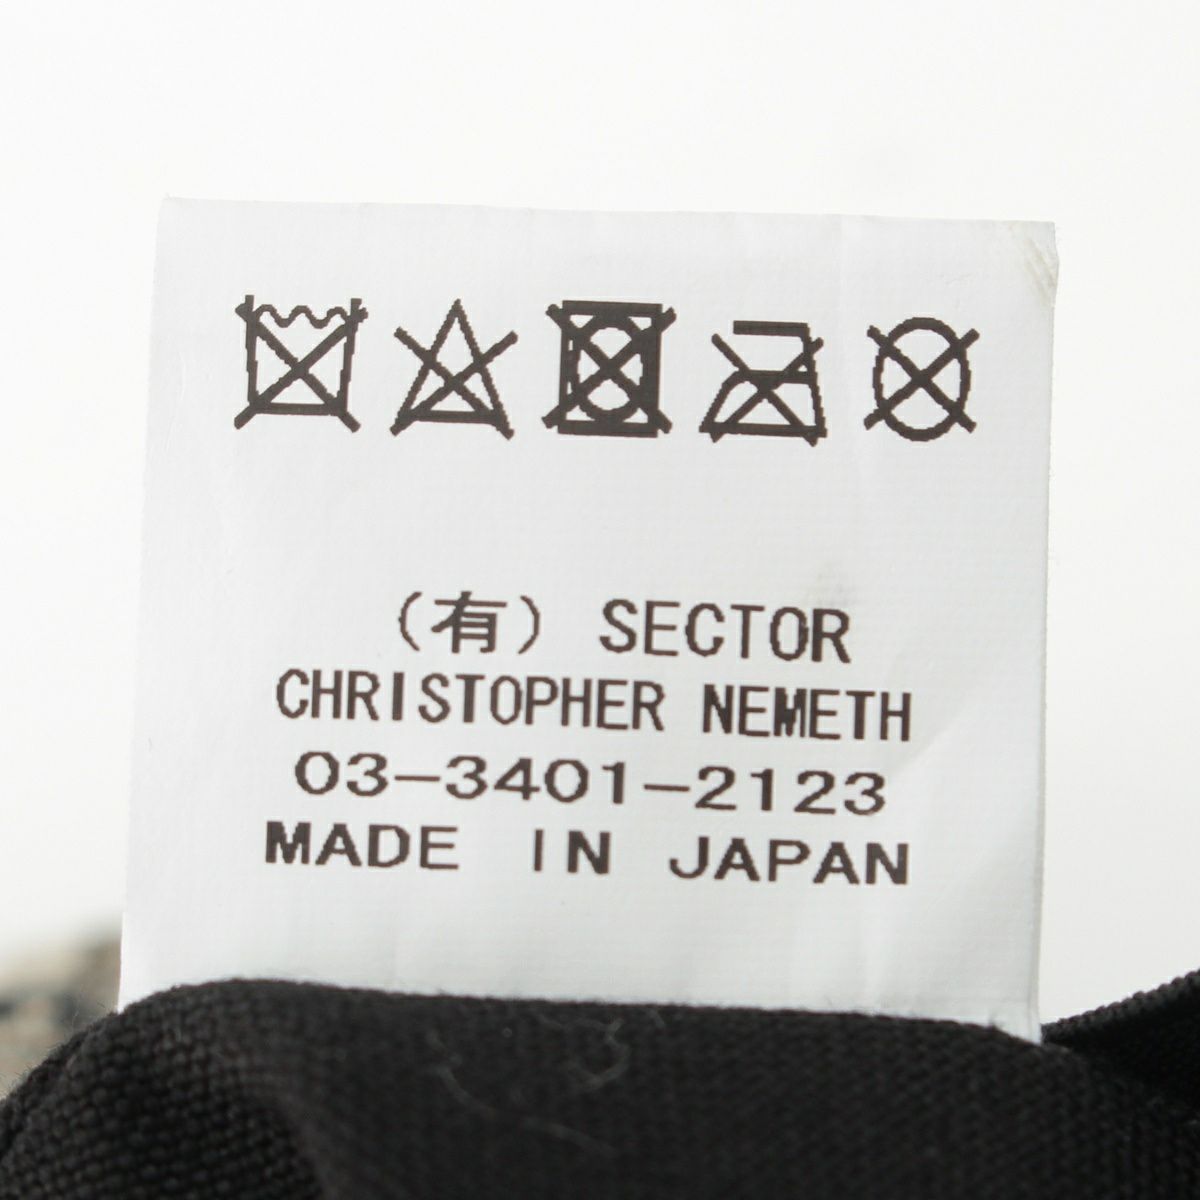 （有）SECTOR
CHRISTOPHER NEMETH
03-3401-2123
MADE IN JAPAN